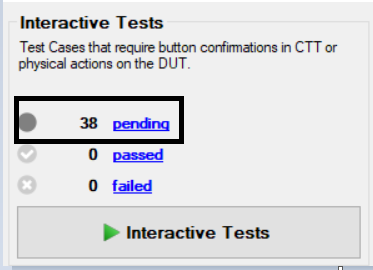 Interactive Tests
Test Cases that require button confirmations in CTT or
physical actions on the DUT.
38 pending
0 passed
0 failed
Interactive Tests